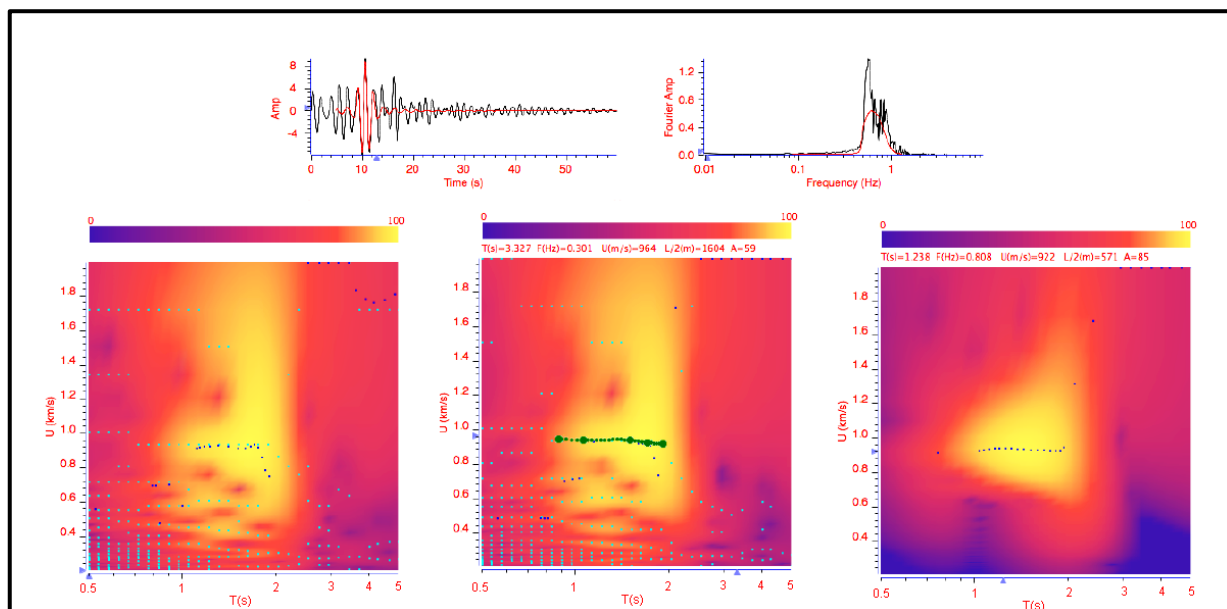 8
4
0
-4
Amp
0 10 20 30 40 50
Time (s)
1.2
0.8
0.4
0.0
Fourier Amp
0.01 0.1 1
Frequency (Hz)
0 100
1.8
1.6
1.4
1.2
1.0
0.8
0.6
0.4
U (km/s)
0.5 1 2 5
T(s)
0 100
T(s)=3.327 F(Hz)=0.301 U(m/s)=964 L/2(m)=1604 A=59
1.8
1.6
1.4
1.2
1.0
0.8
0.6
0.4
U (km/s)
0.5 1 2 5
T(s)
0 100
T(s)=1.238 F(Hz)=0.808 U(m/s)=922 L/2(m)=571 A=85
1.8
1.6
1.4
1.2
1.0
0.8
0.6
0.4
U (km/s)
0.5 1 2 5
T(s)